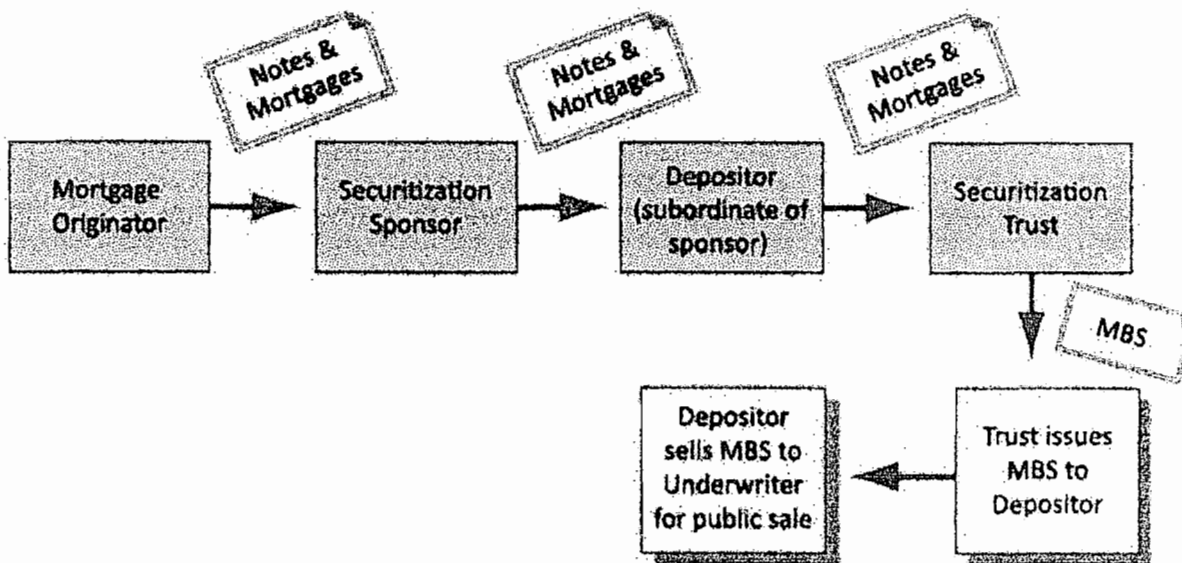 Notes &
Mortgages
Notes &
Mortgages
Notes &
Mortgages
Mortgage
Originator
Securitization
Sponsor
Depositor
(subordinate of
sponsor)
Securitization
Trust
MBS
Depositor
sells MBS to
Underwriter
for public sale
Trust issues
MBS to
Depositor